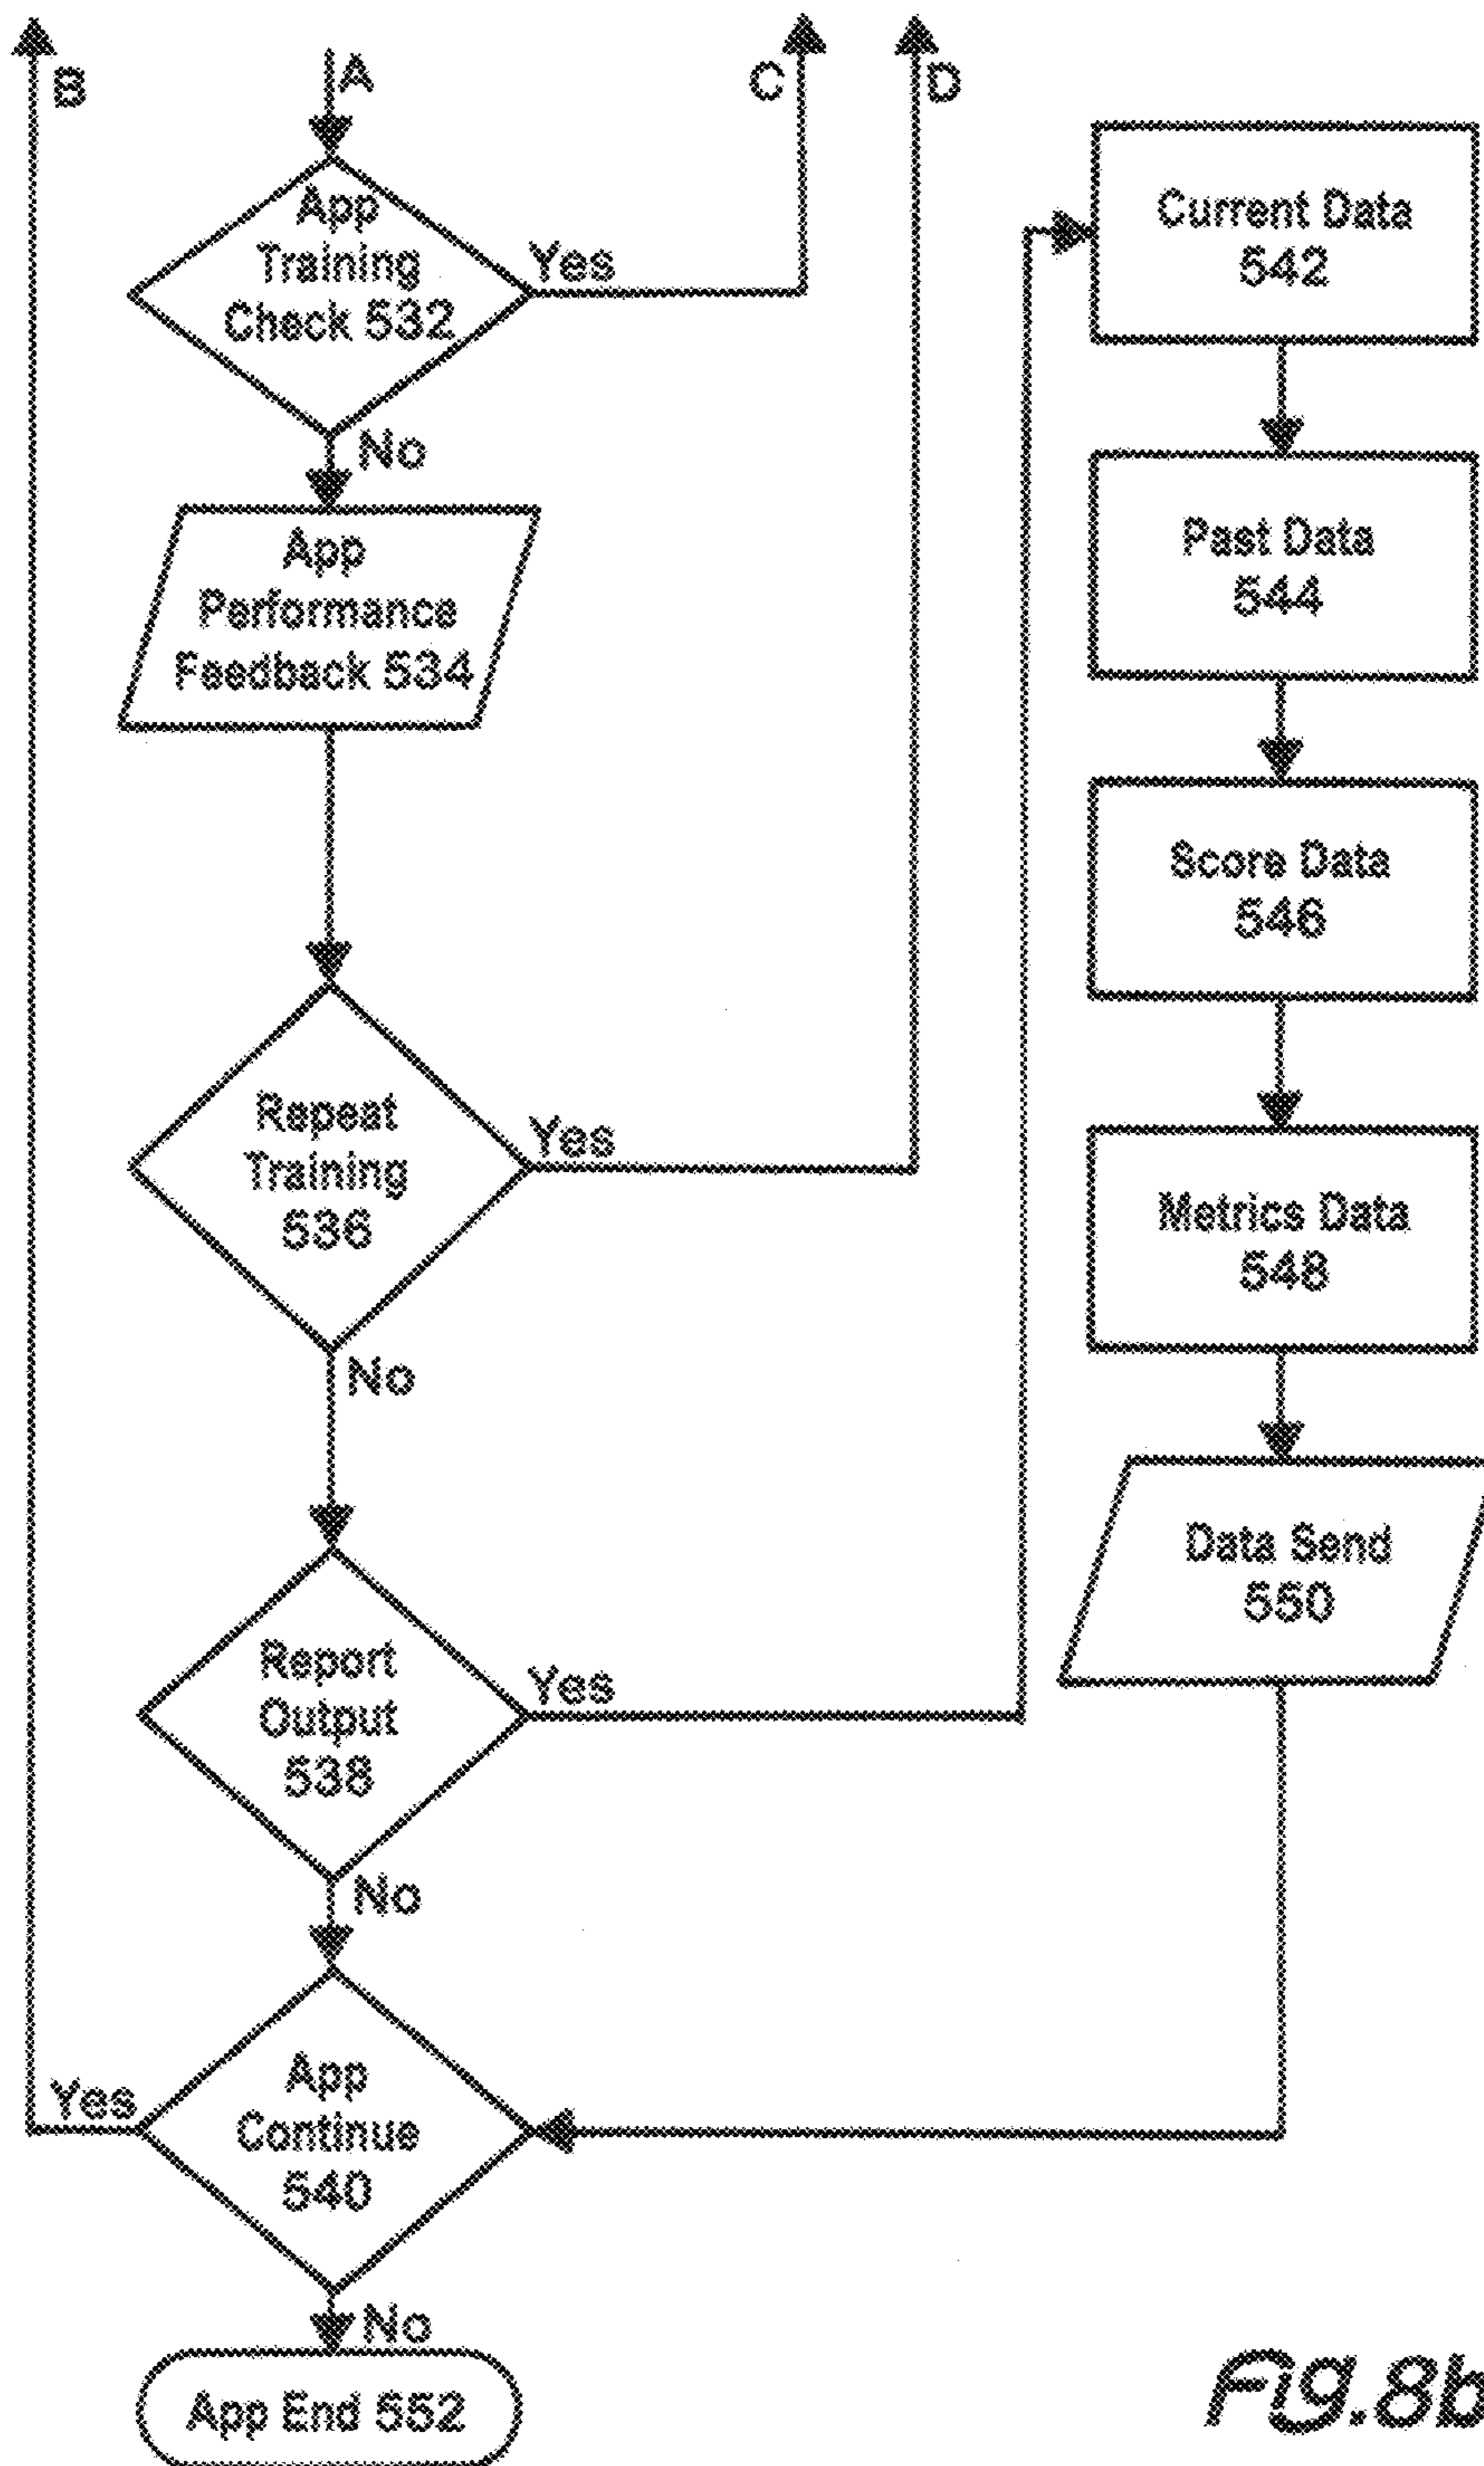 B
A
C
D
App
Training
Check 532
Yes
No
App
Performance
Feedback 534
Repeat
Training
536
Yes
No
Report
Output
538
Yes
No
App
Continue
540
Yes
No
App End 552
Current Data
542
Past Data
544
Score Data
546
Metrics Data
548
Data Send
550
Fig.8b